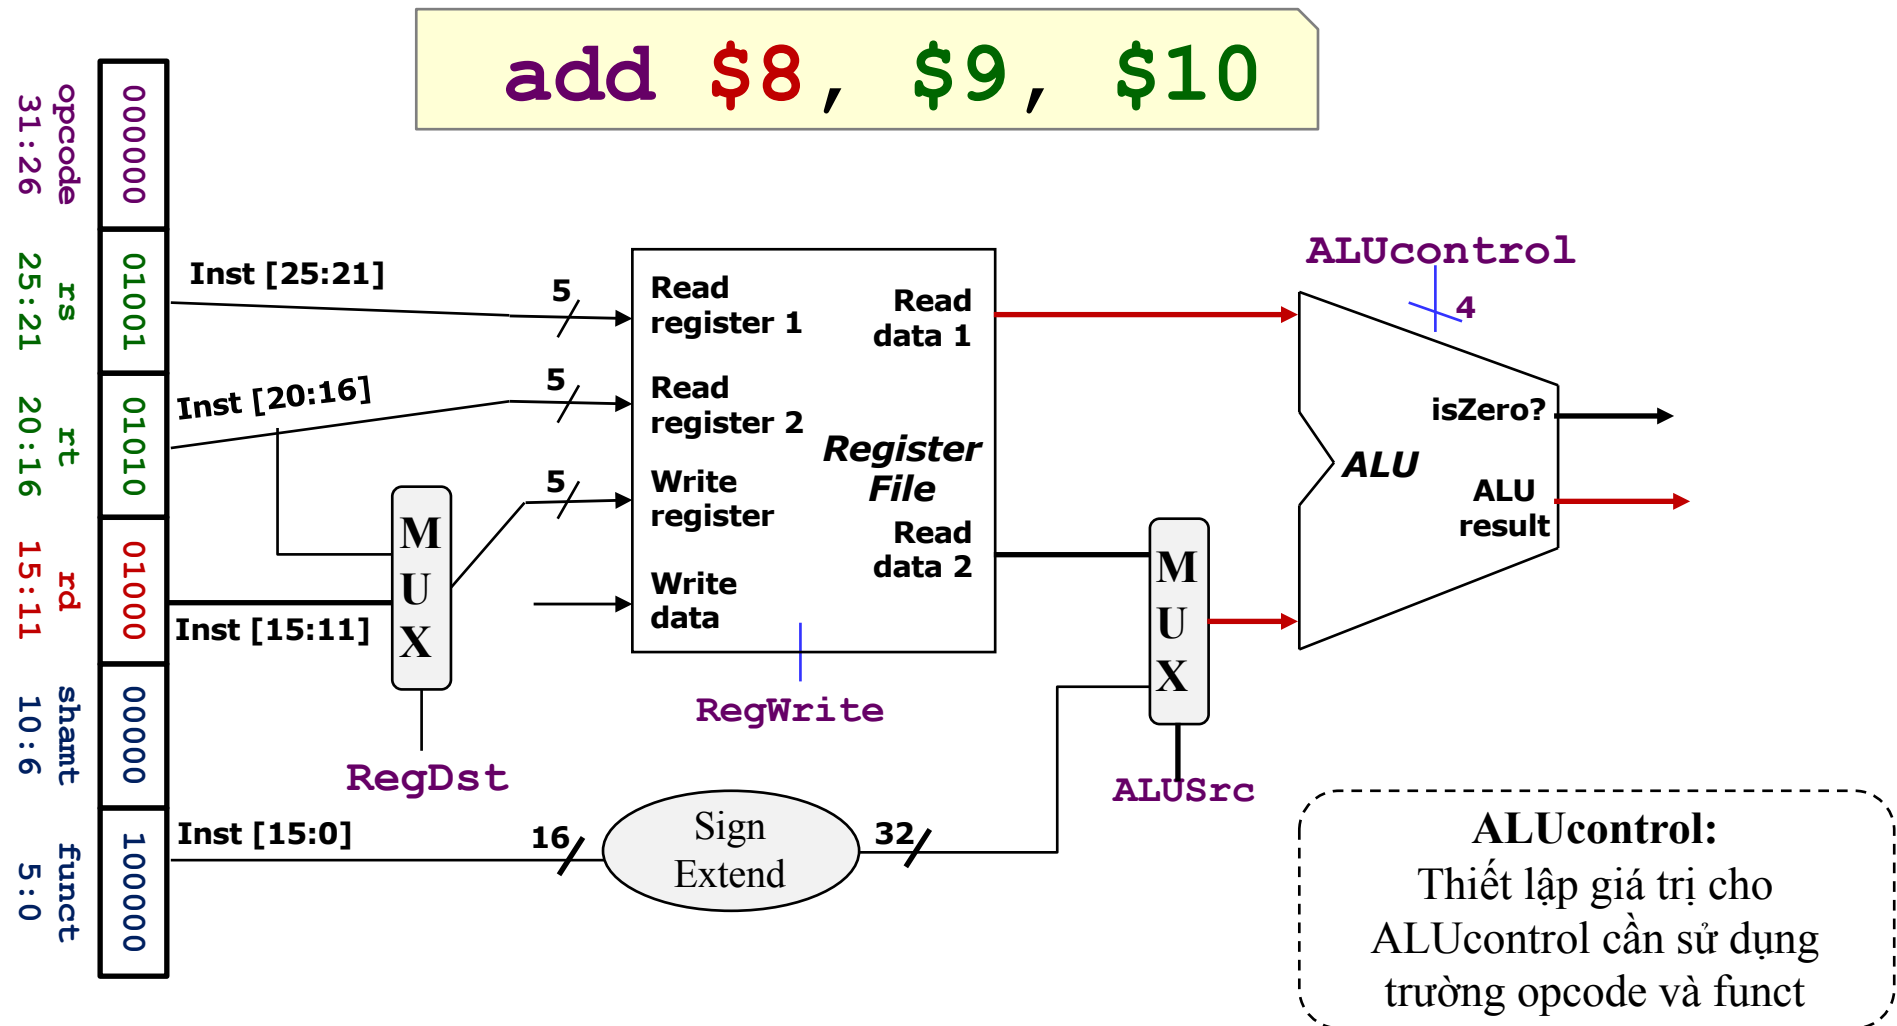 add $8, $9, $10
opcode
31:26
000000
rs
25:21
01001
rt
20:16
01010
rd
15:11
01000
shamt
10:6
00000
funct
5:0
100000
Inst [25:21]
5
Inst [20:16]
5
5
Inst [15:11]
M
U
X
RegDst
Inst [15:0]
16
Sign
Extend
32
Read
register 1
Read
register 2
Write
register
Write
data
Read
data 1
Register
File
Read
data 2
RegWrite
M
U
X
ALUSrc
ALUcontrol
4
isZero?
ALU
ALU
result
ALUcontrol:
Thiết lập giá trị cho
ALUcontrol cần sử dụng
trường opcode và funct